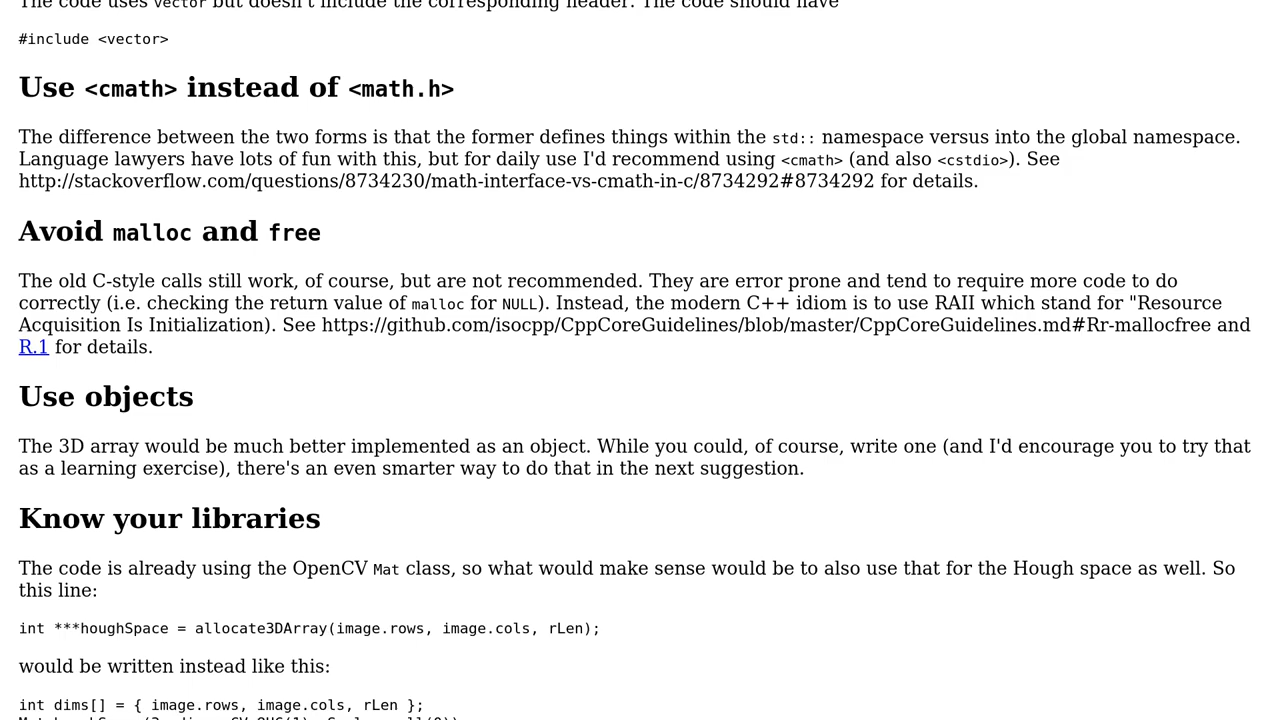 The code uses vector but doesn't include the corresponding header. The code should have
#include <vector>
Use <cmath> instead of <math.h>
The difference between the two forms is that the former defines things within the std:: namespace versus into the global namespace.
Language lawyers have lots of fun with this, but for daily use I'd recommend using <cmath> (and also <cstdio>). See
http://stackoverflow.com/questions/8734230/math-interface-vs-cmath-in-c/8734292#8734292 for details.
Avoid malloc and free
The old C-style calls still work, of course, but are not recommended. They are error prone and tend to require more code to do
correctly (i.e. checking the return value of malloc for NULL). Instead, the modern C++ idiom is to use RAII which stand for "Resource
Acquisition Is Initialization). See https://github.com/isocpp/CppCoreGuidelines/blob/master/CppCoreGuidelines.md#Rr-mallocfree and
R.1 for details.
Use objects
The 3D array would be much better implemented as an object. While you could, of course, write one (and I'd encourage you to try that
as a learning exercise), there's an even smarter way to do that in the next suggestion.
Know your libraries
The code is already using the OpenCV Mat class, so what would make sense would be to also use that for the Hough space as well. So
this line:
int ***houghSpace = allocate3DArray(image.rows, image.cols, rLen);
would be written instead like this:
int dims[] = { image.rows, image.cols, rLen };